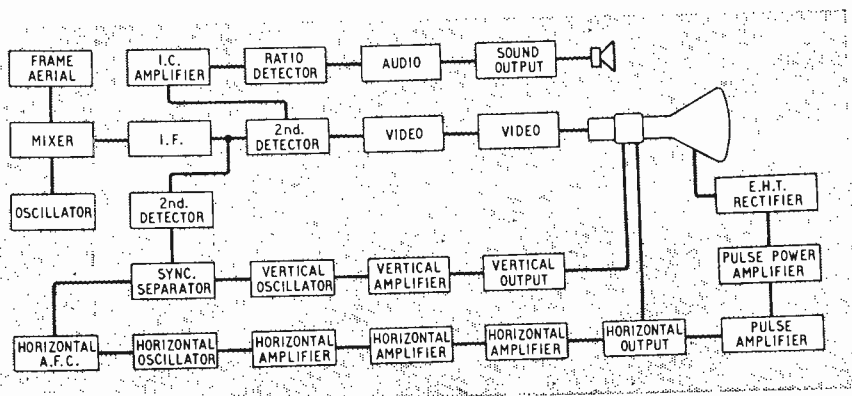 FRAME
AERIAL
I.C.
AMPLIFIER
RATIO
DETECTOR
AUDIO
SOUND
OUTPUT
MIXER
I.F.
2nd.
DETECTOR
VIDEO
VIDEO
OSCILLATOR
2nd.
DETECTOR
E.H.T.
RECTIFIER
SYNC.
SEPARATOR
VERTICAL
OSCILLATOR
VERTICAL
AMPLIFIER
VERTICAL
OUTPUT
PULSE POWER
AMPLIFIER
HORIZONTAL
A.F.C.
HORIZONTAL
OSCILLATOR
HORIZONTAL
AMPLIFIER
HORIZONTAL
AMPLIFIER
HORIZONTAL
AMPLIFIER
HORIZONTAL
OUTPUT
PULSE
AMPLIFIER